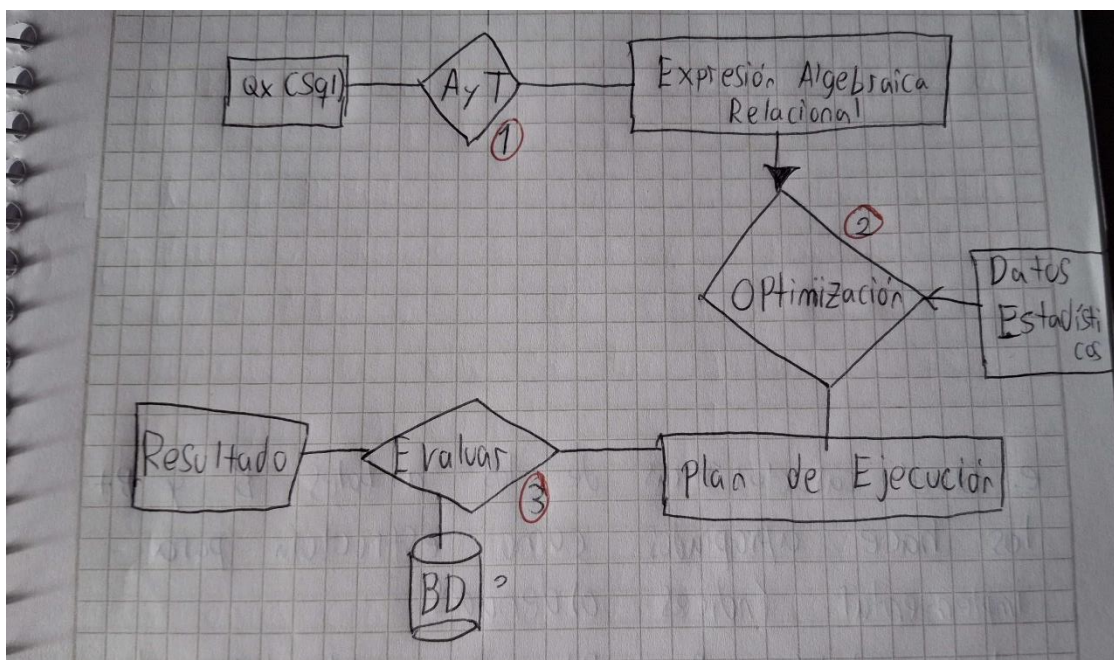 Qx (Sql)
A y T
1
Expresión Algebraica
Relacional
2
Optimización
Datos
Estadísti
cos
Resultado
Evaluar
3
Plan de Ejecución
BD